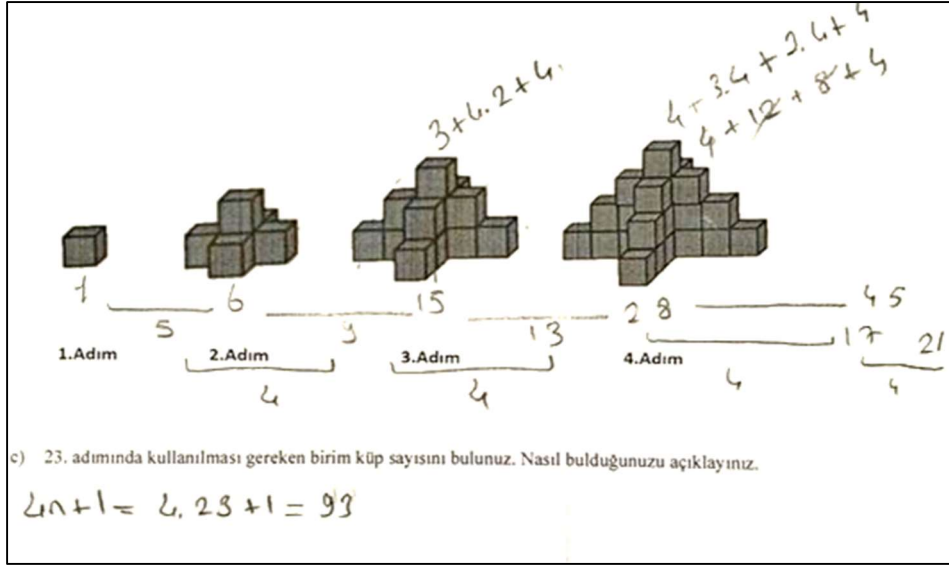 3+4.2+4.
4+3.4+2.4+4
4+12+8+4
1 6 15 28 45
5 9 13 17 21
1.Adım 2.Adım 3.Adım 4.Adım
4 4 4 4
c) 23. adımında kullanılması gereken birim küp sayısını bulunuz. Nasıl bulduğunuzu açıklayınız.
4n+1= 4.23+1=93